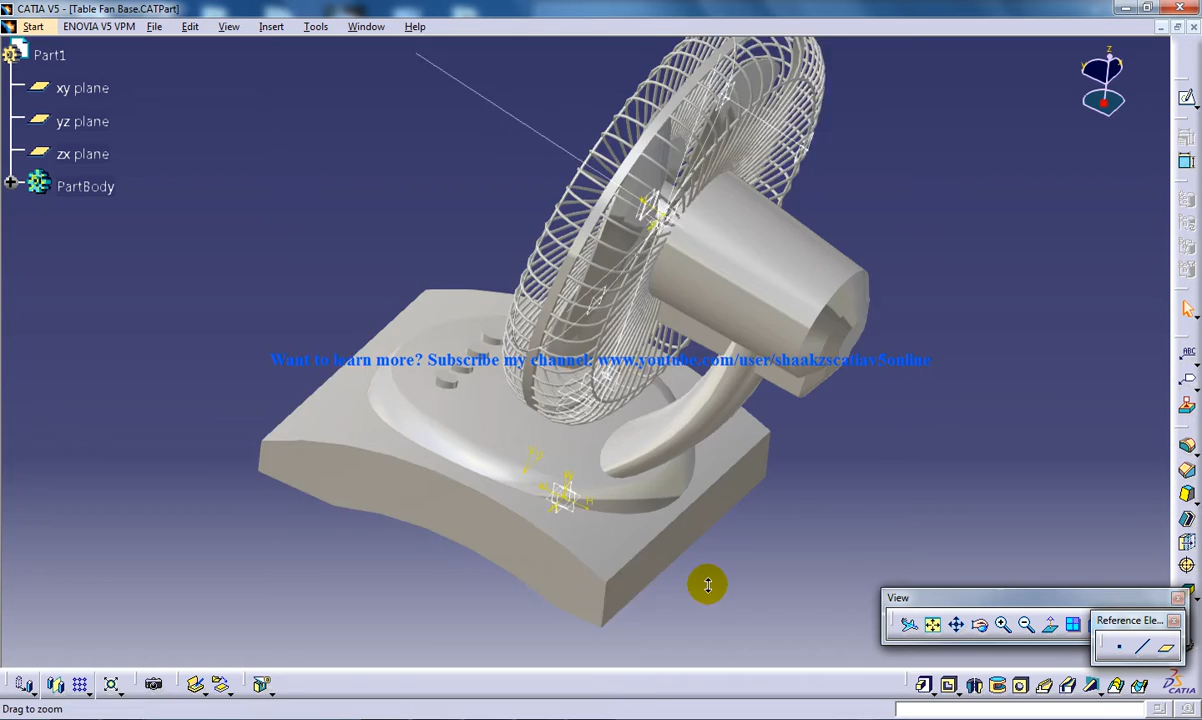 CATIA V5 - [Table Fan Base.CATPart]
Start ENOVIA V5 VPM File Edit View Insert Tools Window Help
Part1
xy plane
yz plane
zx plane
PartBody
z
Want to learn more? Subscribe my channel: www.youtube.com/user/shaakzscatiav5online
ABC
View
Reference Ele...
Drag to zoom
CATIA